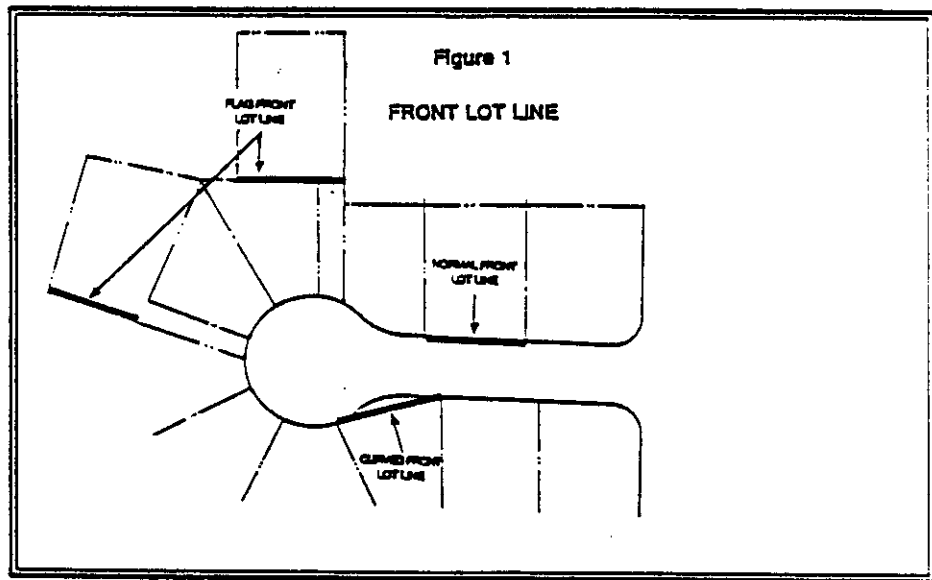 Figure 1
FRONT LOT LINE
FLAG FRONT
LOT LINE
NORMAL FRONT
LOT LINE
CURVED FRONT
LOT LINE